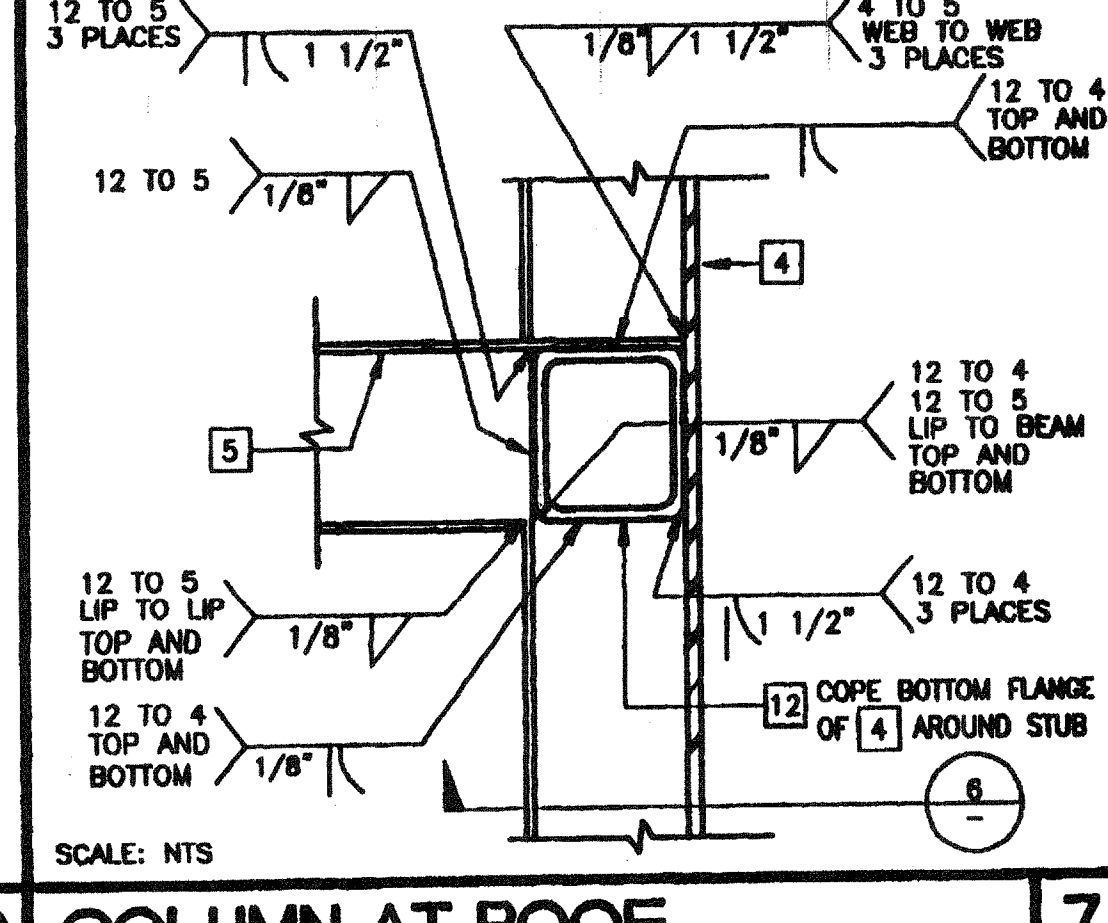 12 TO 5
3 PLACES
1 1/2"
1/8"
1 1/2"
4 TO 5
WEB TO WEB
3 PLACES
12 TO 4
TOP AND
BOTTOM
12 TO 5
1/8"
4
5
1/8"
12 TO 4
12 TO 5
LIP TO BEAM
TOP AND
BOTTOM
12 TO 5
LIP TO LIP
TOP AND
BOTTOM
1/8"
1 1/2"
12 TO 4
3 PLACES
12 TO 4
TOP AND
BOTTOM
1/8"
12 COPE BOTTOM FLANGE
OF 4 AROUND STUB
6
-
SCALE: NTS
COLUMN AT ROOF
7